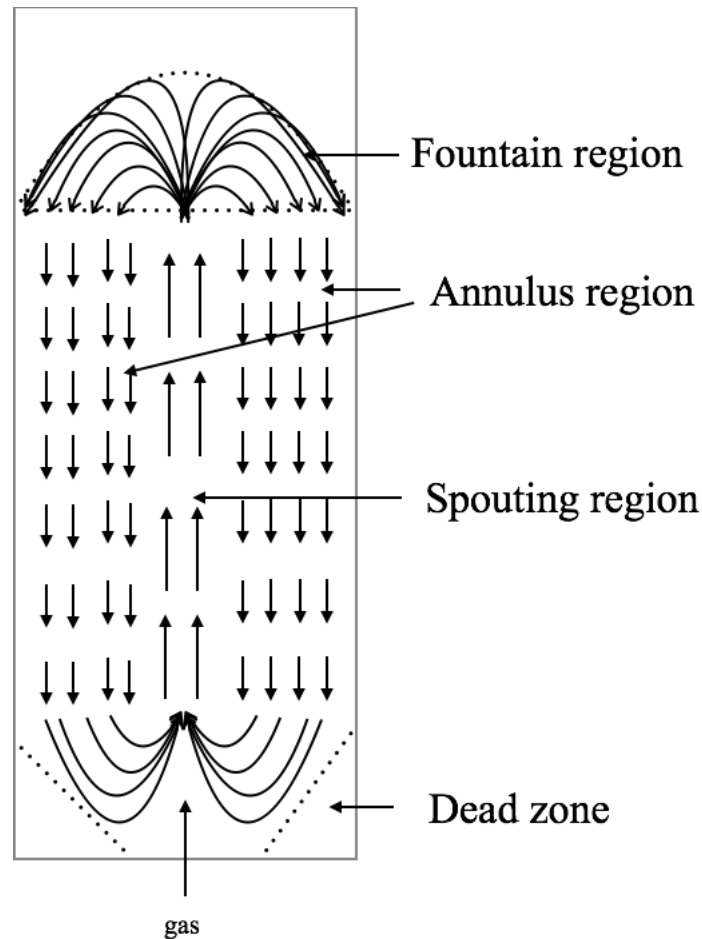 Fountain region
Annulus region
Spouting region
Dead zone
gas